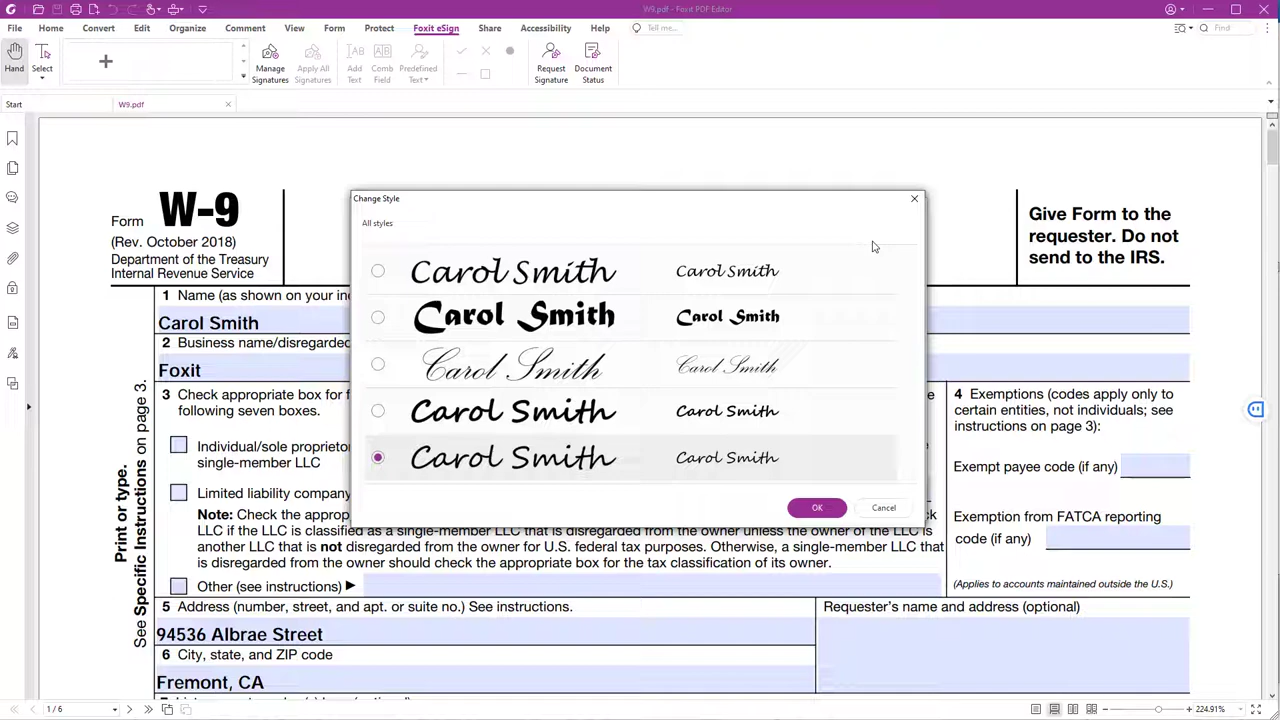 W9.pdf - Foxit PDF Editor
File Home Convert Edit Organize Comment View Form Protect Foxit eSign Share Accessibility Help Tell me... Find
Hand
Select
Manage Signatures
Apply All Signatures
Add Text
Comb Field
Predefined Text
Request Signature
Document Status
Start
W9.pdf
Form W-9
(Rev. October 2018)
Department of the Treasury
Internal Revenue Service
Give Form to the
requester. Do not
send to the IRS.
Change Style
All styles
Carol Smith Carol Smith
Carol Smith Carol Smith
Carol Smith Carol Smith
Carol Smith Carol Smith
Carol Smith Carol Smith
OK Cancel
Print or type.
See Specific Instructions on page 3.
1 Name (as shown on your
Carol Smith
2 Business name/disregarded
Foxit
3 Check appropriate box for
following seven boxes.
Individual/sole
single-member LLC
Limited liability company
Note: Check the
LLC if the LLC is classified as a single-member LLC that is disregarded from the owner unless the owner of the LLC is
another LLC that is not disregarded from the owner for U.S. federal tax purposes. Otherwise, a single-member LLC that
is disregarded from the owner should check the appropriate box for the tax classification of its owner.
Other (see instructions) ▶
4 Exemptions (codes apply only to
certain entities, not individuals; see
instructions on page 3):
Exempt payee code (if any)
Exemption from FATCA reporting
code (if any)
(Applies to accounts maintained outside the U.S.)
5 Address (number, street, and apt. or suite no.) See instructions.
94536 Albrae Street
Requester's name and address (optional)
6 City, state, and ZIP code
Fremont, CA
1 / 6
224.91%